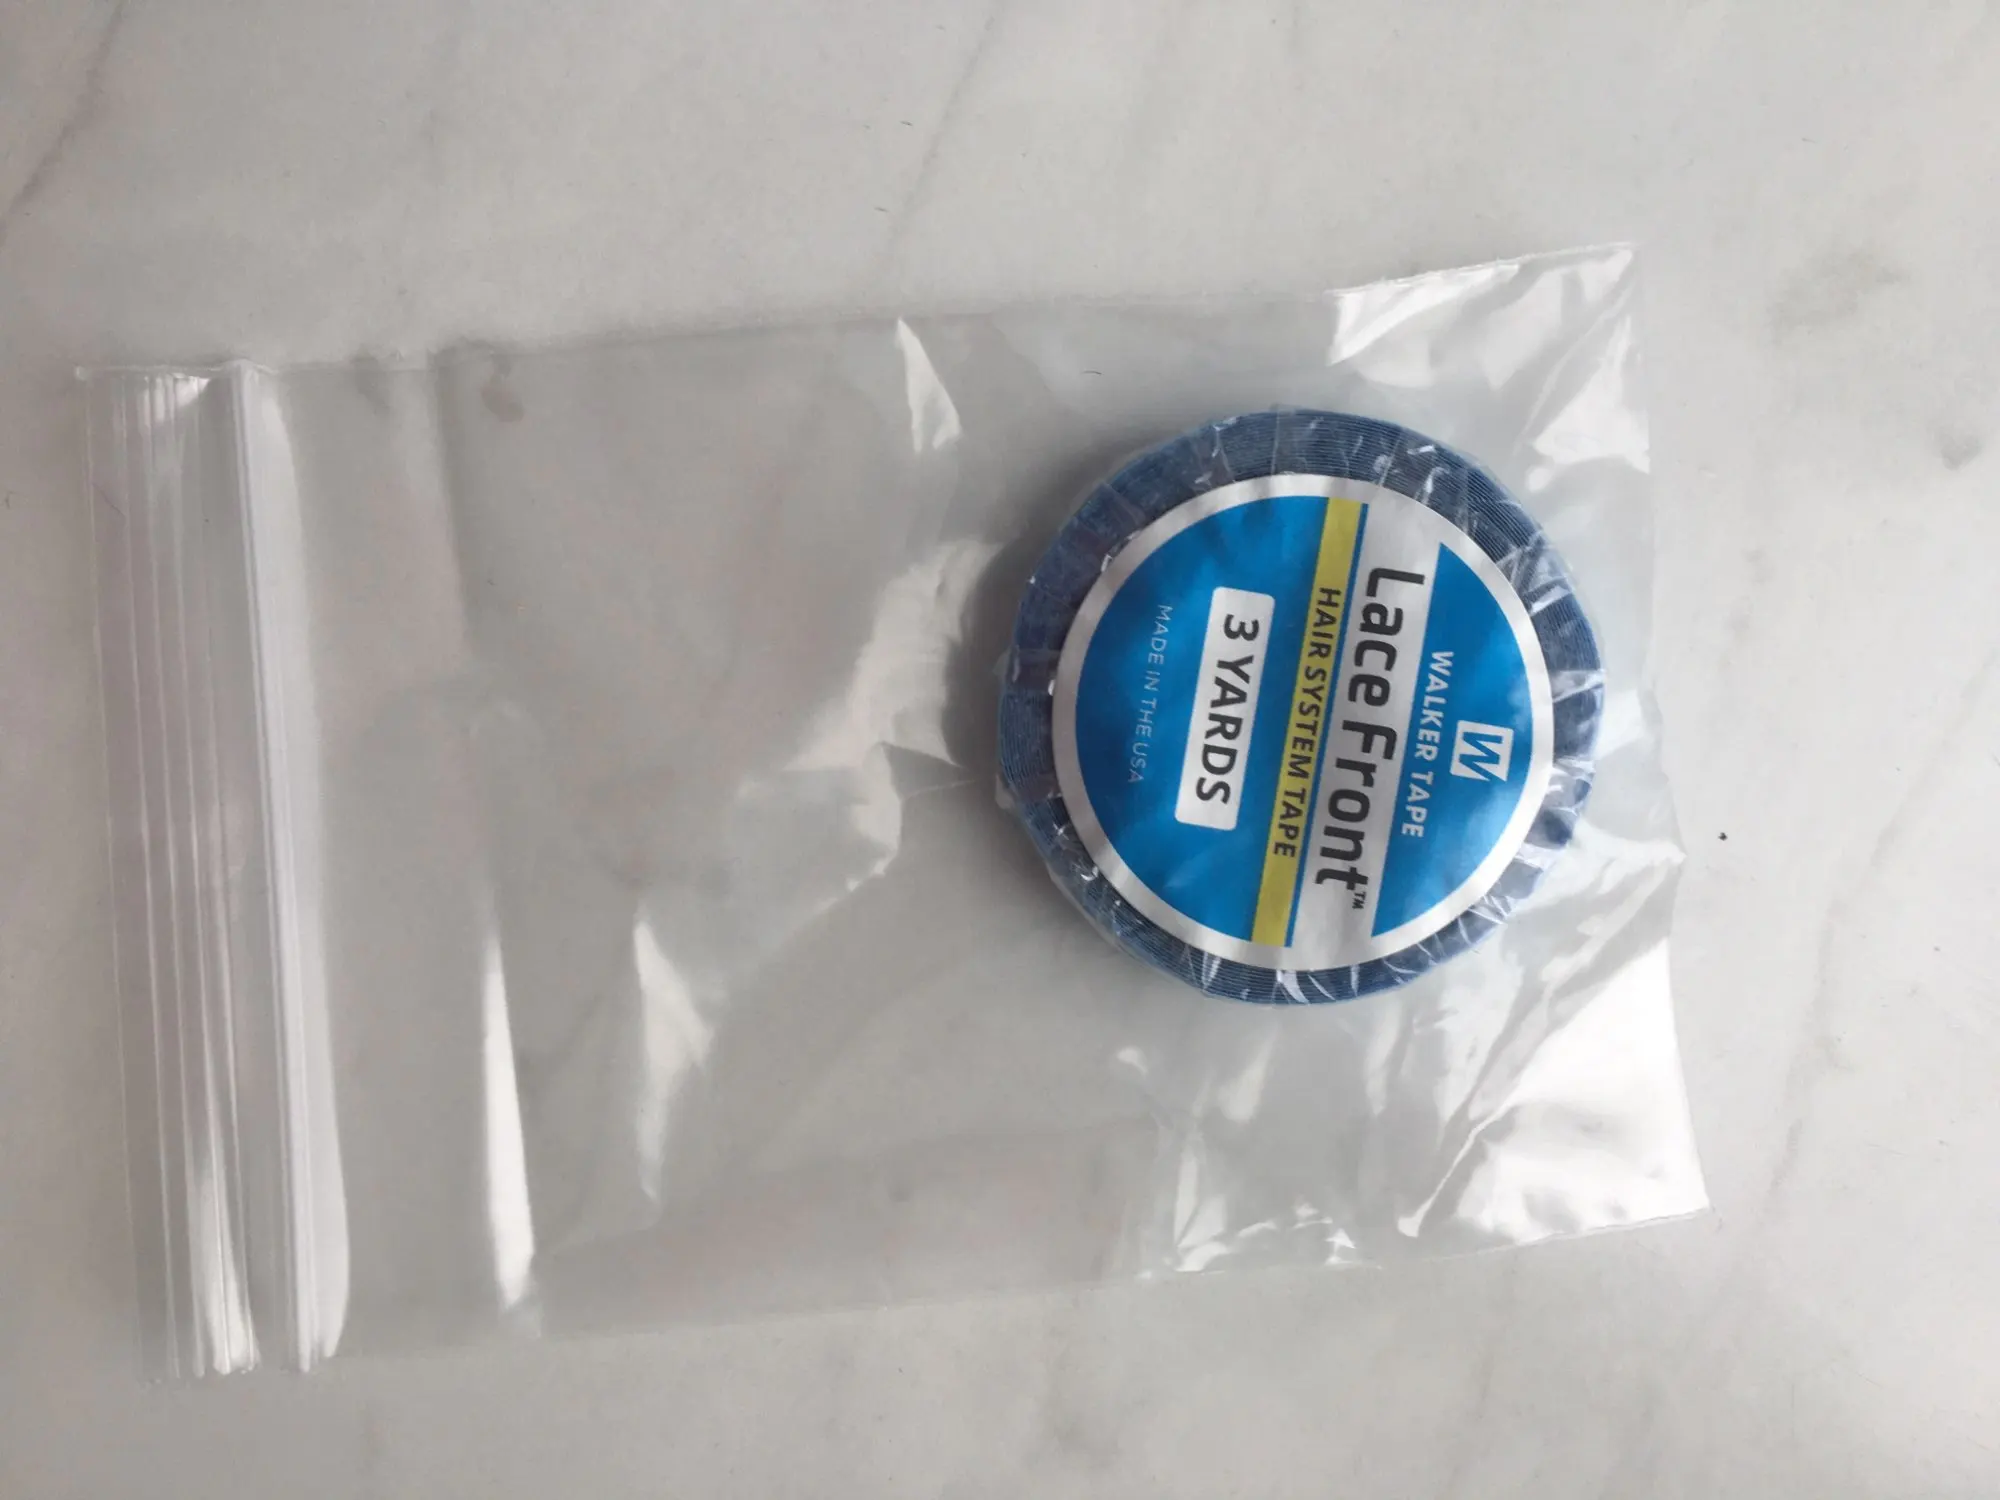 W
WALKER TAPE
Lace Front™
HAIR SYSTEM TAPE
3 YARDS
MADE IN THE USA